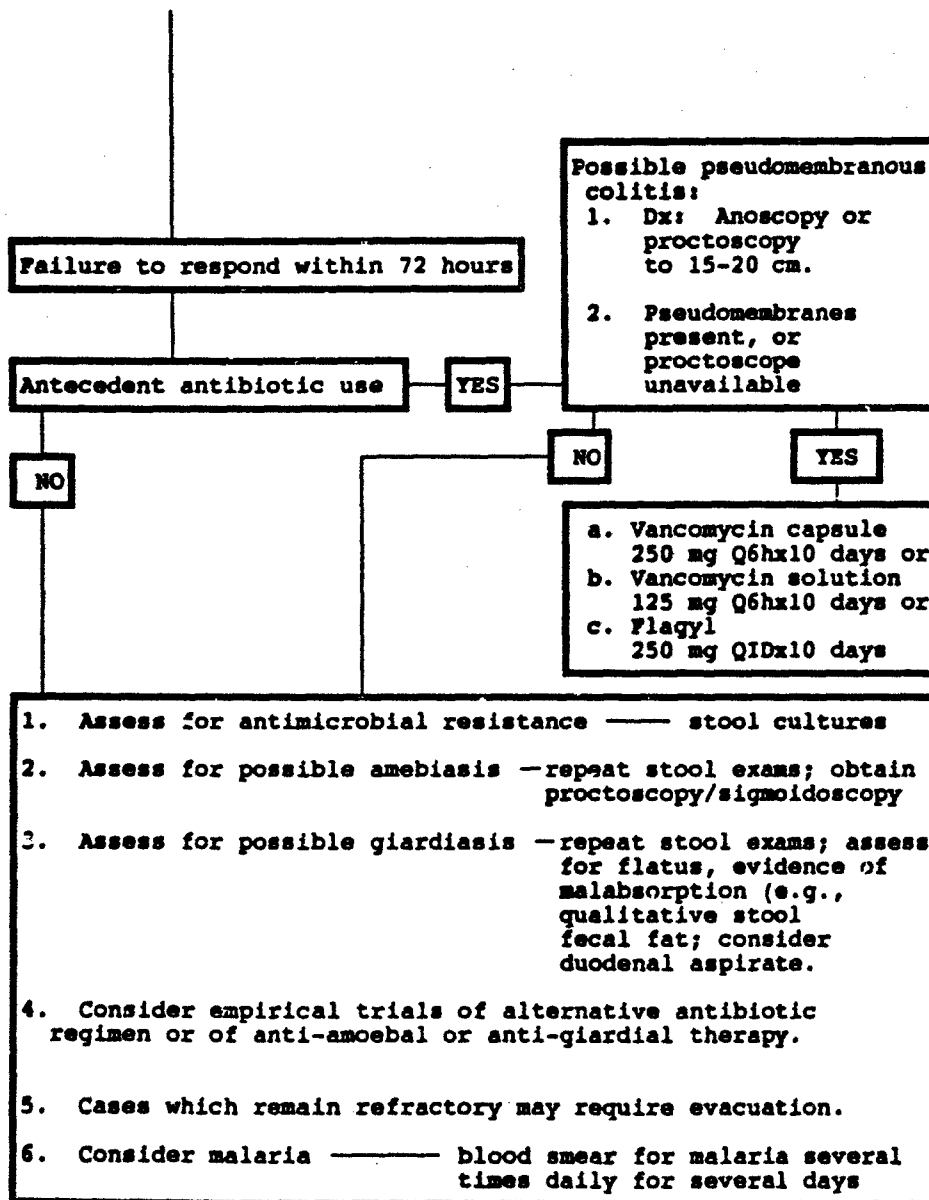 Failure to respond within 72 hours
Antecedent antibiotic use
YES
NO
Possible pseudomembranous
colitis:
1. Dx: Anoscopy or
proctoscopy
to 15-20 cm.
2. Pseudomembranes
present, or
proctoscope
unavailable
NO
YES
a. Vancomycin capsule
250 mg Q6hx10 days or
b. Vancomycin solution
125 mg Q6hx10 days or
c. Flagyl
250 mg QIDx10 days
1. Assess for antimicrobial resistance —— stool cultures
2. Assess for possible amebiasis — repeat stool exams; obtain
proctoscopy/sigmoidoscopy
3. Assess for possible giardiasis — repeat stool exams; assess
for flatus, evidence of
malabsorption (e.g.,
qualitative stool
fecal fat; consider
duodenal aspirate.
4. Consider empirical trials of alternative antibiotic
regimen or of anti-amoebal or anti-giardial therapy.
5. Cases which remain refractory may require evacuation.
6. Consider malaria ——— blood smear for malaria several
times daily for several days